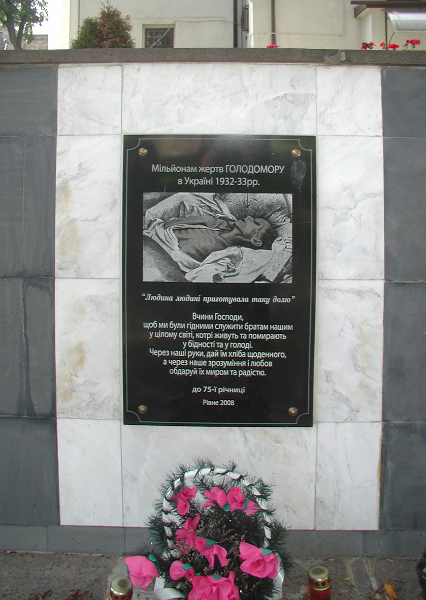 Мільйонам жертв ГОЛОДОМОРУ
в Україні 1932-33рр.
"Людина людині приготувала таку долю"
Вчини Господи,
щоб ми були гідними служити братам нашим
у цілому світі, котрі живуть та помирають
у бідності та у голоді.
Через наші руки, дай їм хліба щоденного,
а через наше зрозуміння і любов
обдаруй їх миром та радістю.
до 75-ї річниці
Рівне 2008